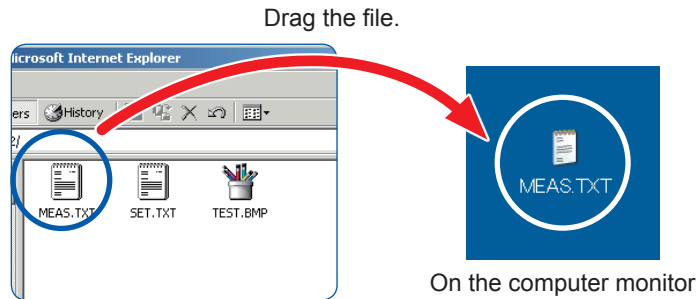 Drag the file.
icrosoft Internet Explorer
ers History
2/
MEAS.TXT SET.TXT TEST.BMP
MEAS.TXT
On the computer monitor